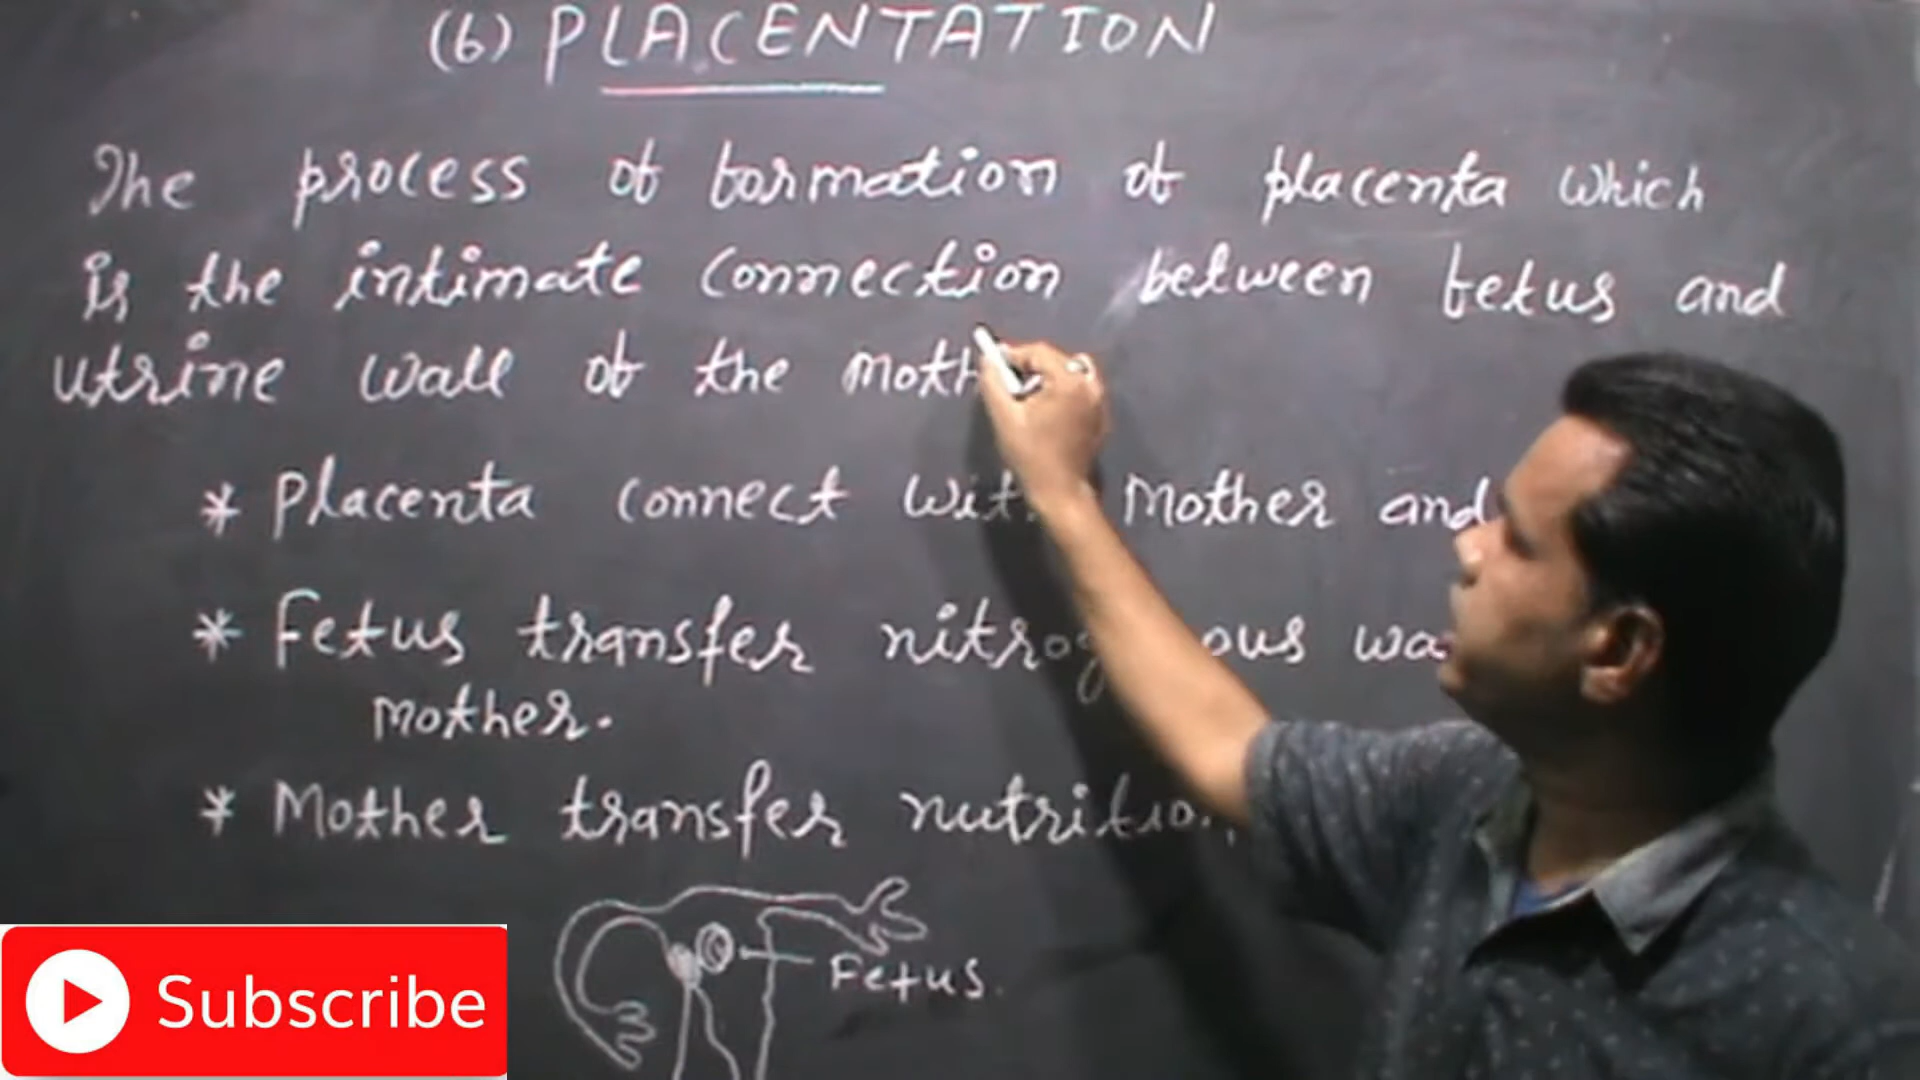 (6) PLACENTATION
The process of formation of placenta which
is the intimate connection between fetus and
utrine wall of the
* Placenta connect Mother and
* Fetus transfer
mother.
* Mother transfer
Fetus.
Subscribe